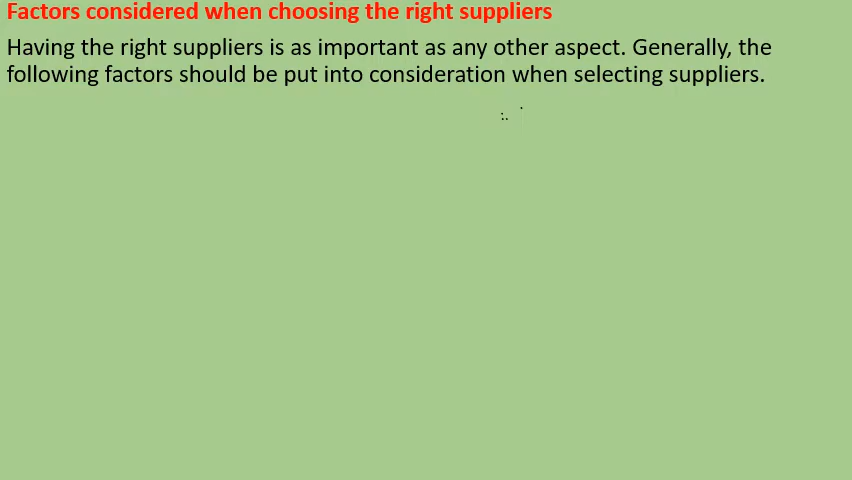 Factors considered when choosing the right suppliers
Having the right suppliers is as important as any other aspect. Generally, the
following factors should be put into consideration when selecting suppliers.